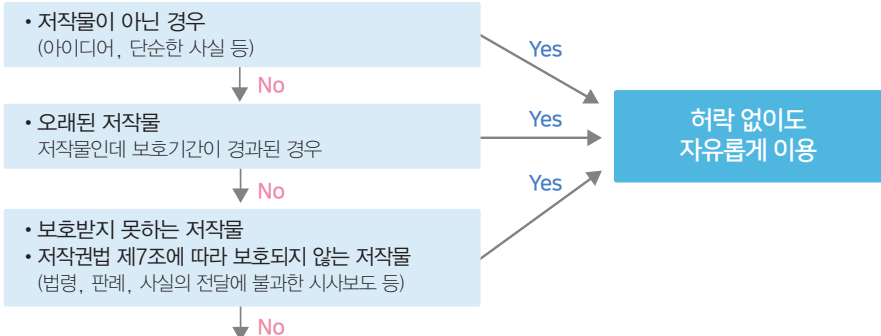 • 저작물이 아닌 경우
(아이디어, 단순한 사실 등)
Yes
No
• 오래된 저작물
저작물인데 보호기간이 경과된 경우
Yes
허락 없이도
자유롭게 이용
No
Yes
• 보호받지 못하는 저작물
• 저작권법 제7조에 따라 보호되지 않는 저작물
(법령, 판례, 사실의 전달에 불과한 시사보도 등)
No